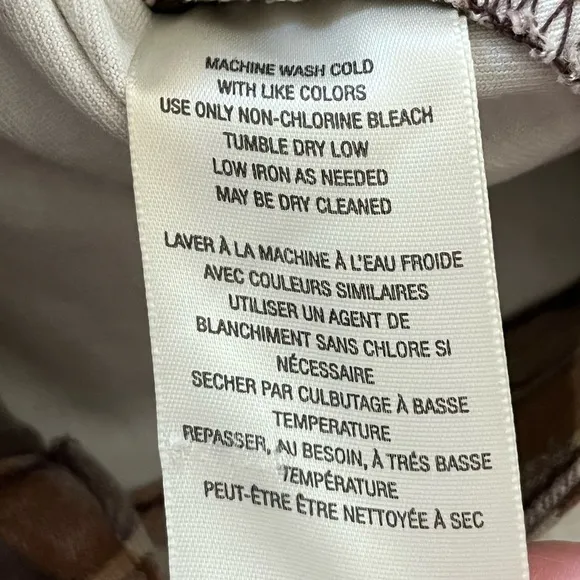 MACHINE WASH COLD
WITH LIKE COLORS
USE ONLY NON-CHLORINE BLEACH
TUMBLE DRY LOW
LOW IRON AS NEEDED
MAY BE DRY CLEANED
LAVER À LA MACHINE À L'EAU FROIDE
AVEC COULEURS SIMILAIRES
UTILISER UN AGENT DE
BLANCHIMENT SANS CHLORE SI
NÉCESSAIRE
SECHER PAR CULBUTAGE À BASSE
TEMPERATURE
REPASSER, AU BESOIN, À TRÉS BASSE
TEMPÉRATURE
PEUT-ÊTRE ÊTRE NETTOYÉE À SEC